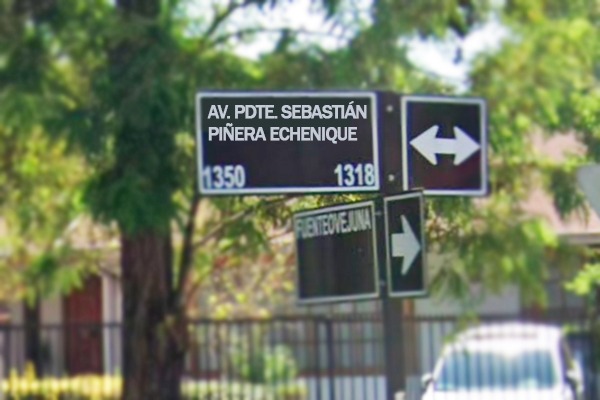 AV. PDTE. SEBASTIÁN
PIÑERA ECHENIQUE
1350 1318
FUENTEOVEJUNA